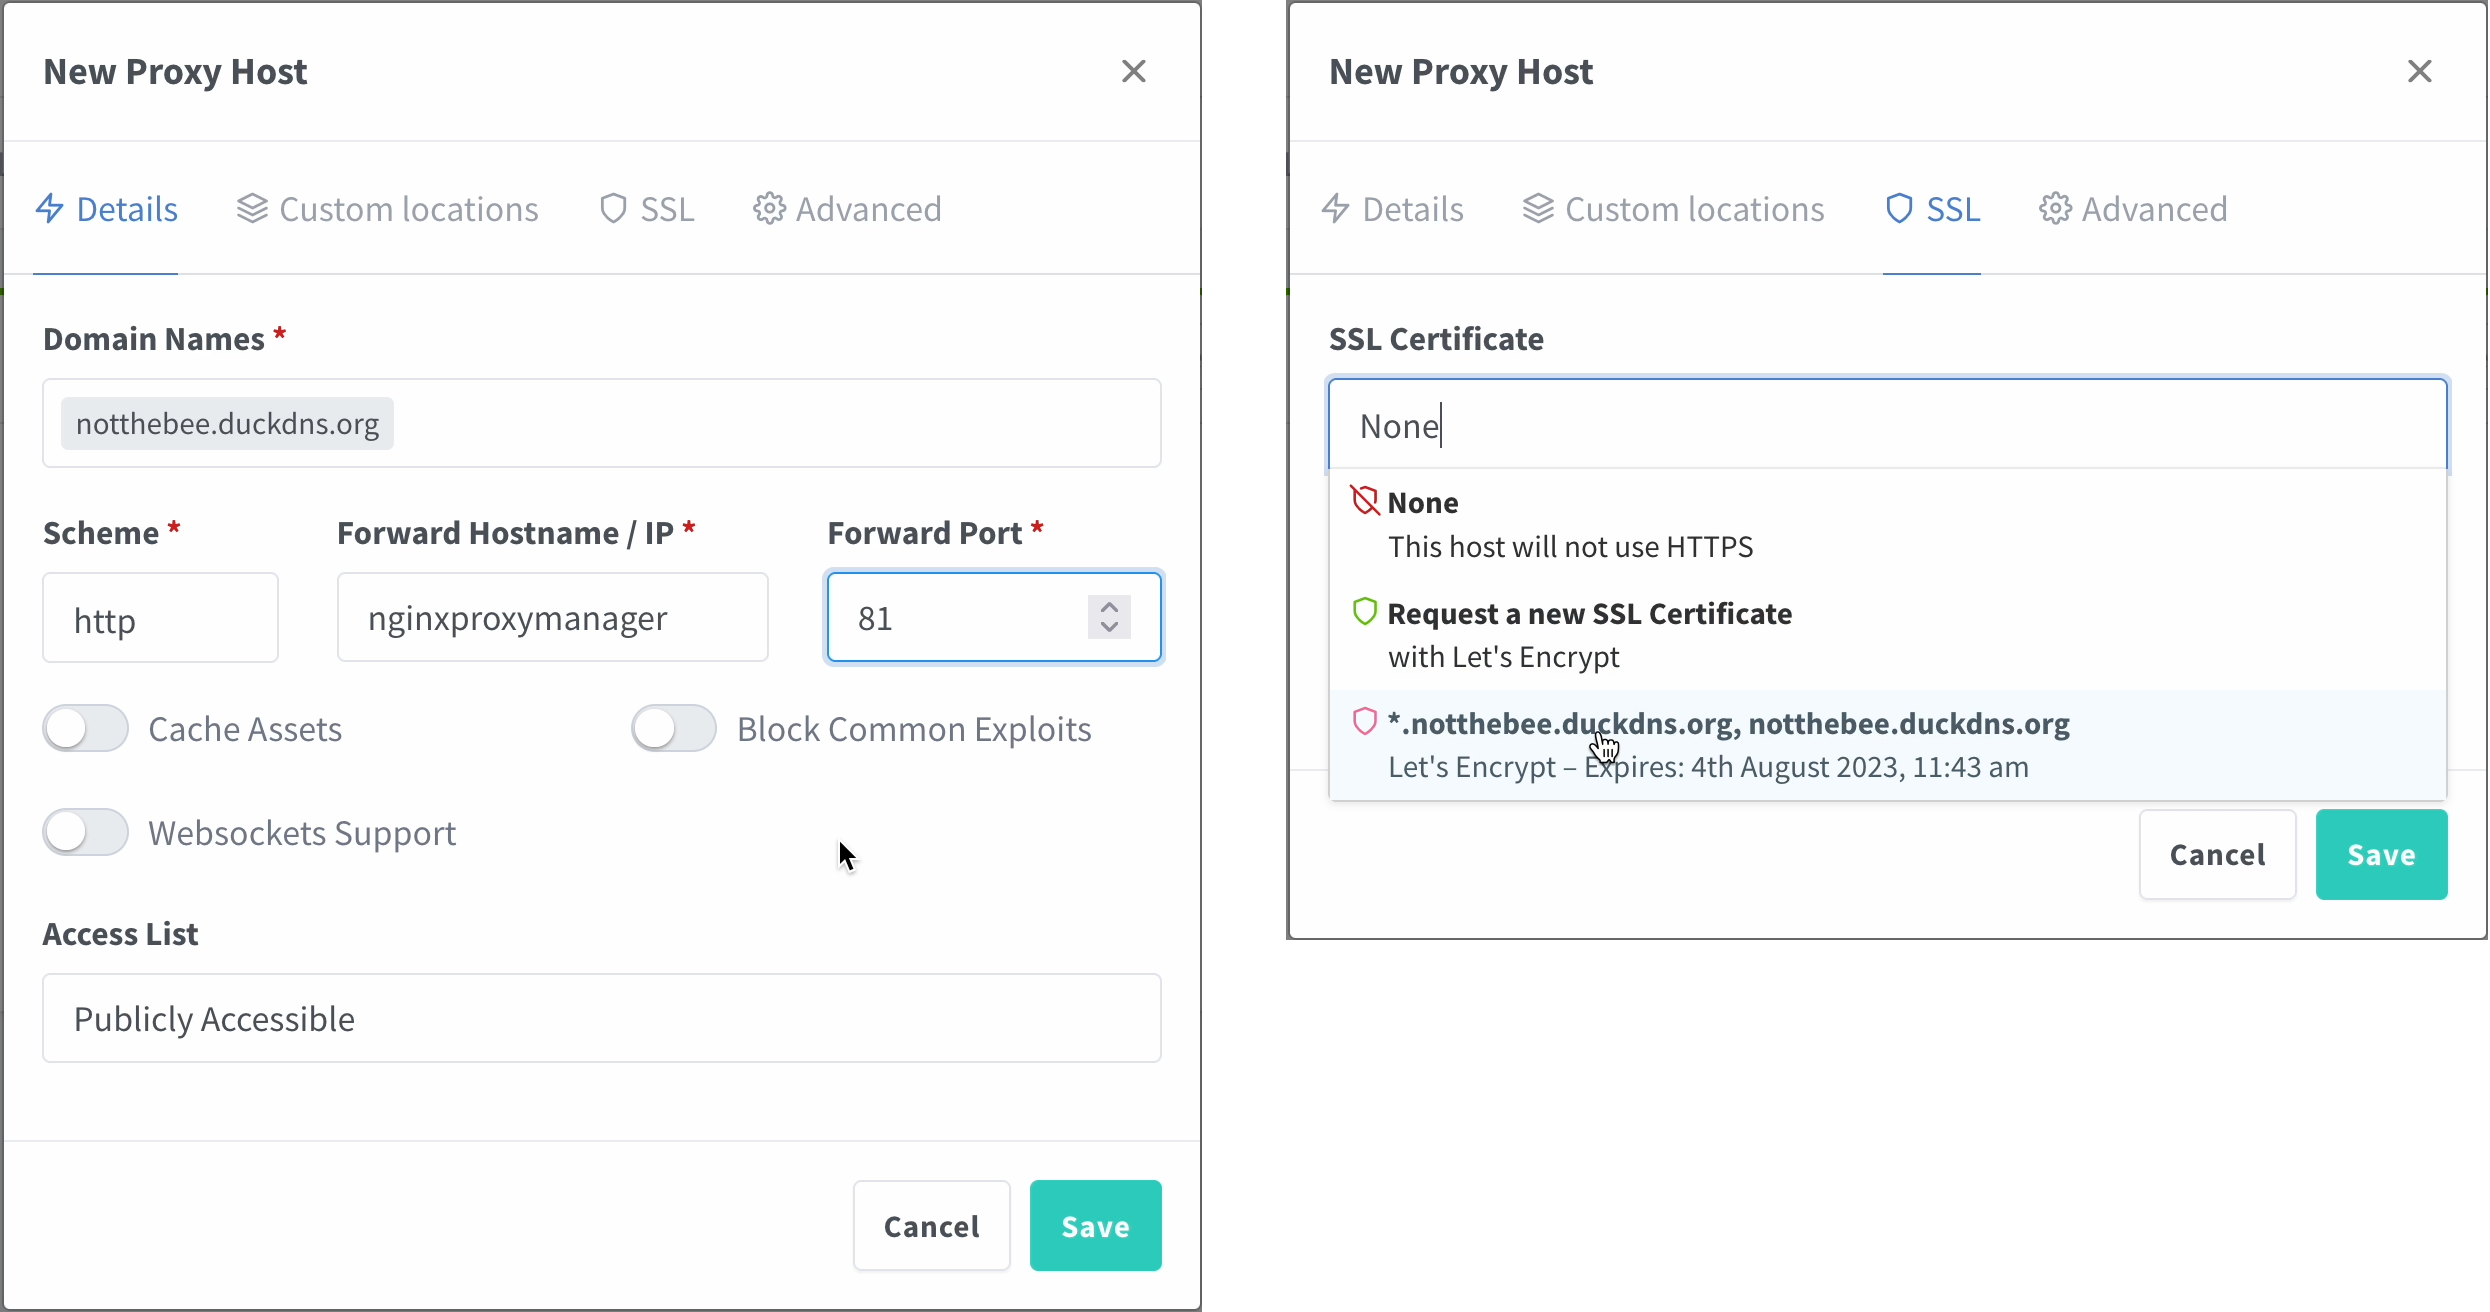 New Proxy Host
Details Custom locations SSL Advanced
Domain Names *
notthebee.duckdns.org
Scheme * Forward Hostname / IP * Forward Port *
http nginxproxymanager 81
Cache Assets Block Common Exploits
Websockets Support
Access List
Publicly Accessible
Cancel Save
New Proxy Host
Details Custom locations SSL Advanced
SSL Certificate
None
None
This host will not use HTTPS
Request a new SSL Certificate
with Let's Encrypt
*.notthebee.duckdns.org, notthebee.duckdns.org
Let's Encrypt – Expires: 4th August 2023, 11:43 am
Cancel Save